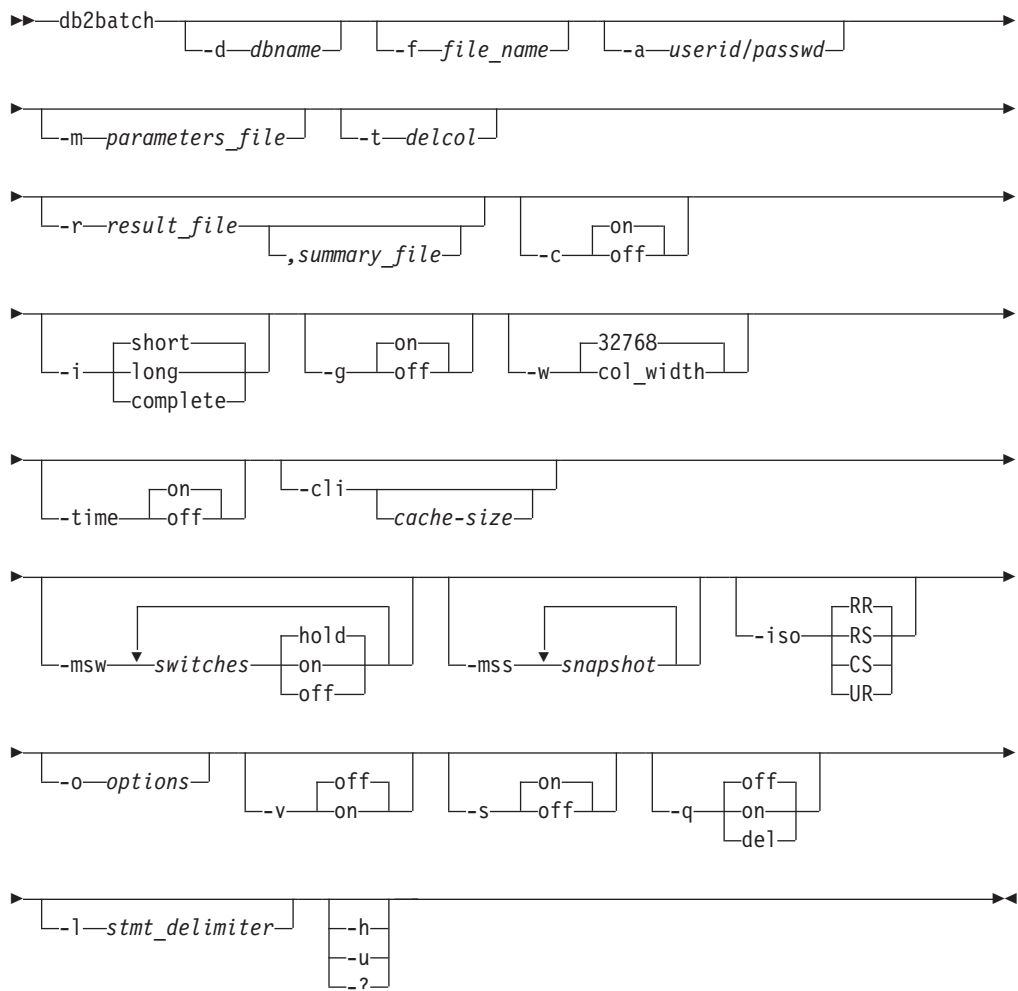 db2batch -d dbname -f file_name -a userid/passwd
-m parameters_file -t delcol
-r result_file ,summary_file -c on off
-i short long complete -g on off -w 32768 col_width
-time on off -cli cache-size
-msw switches hold on off -mss snapshot -iso RR RS CS UR
-o options -v off on -s on off -q off on del
-l stmt_delimiter -h -u -?